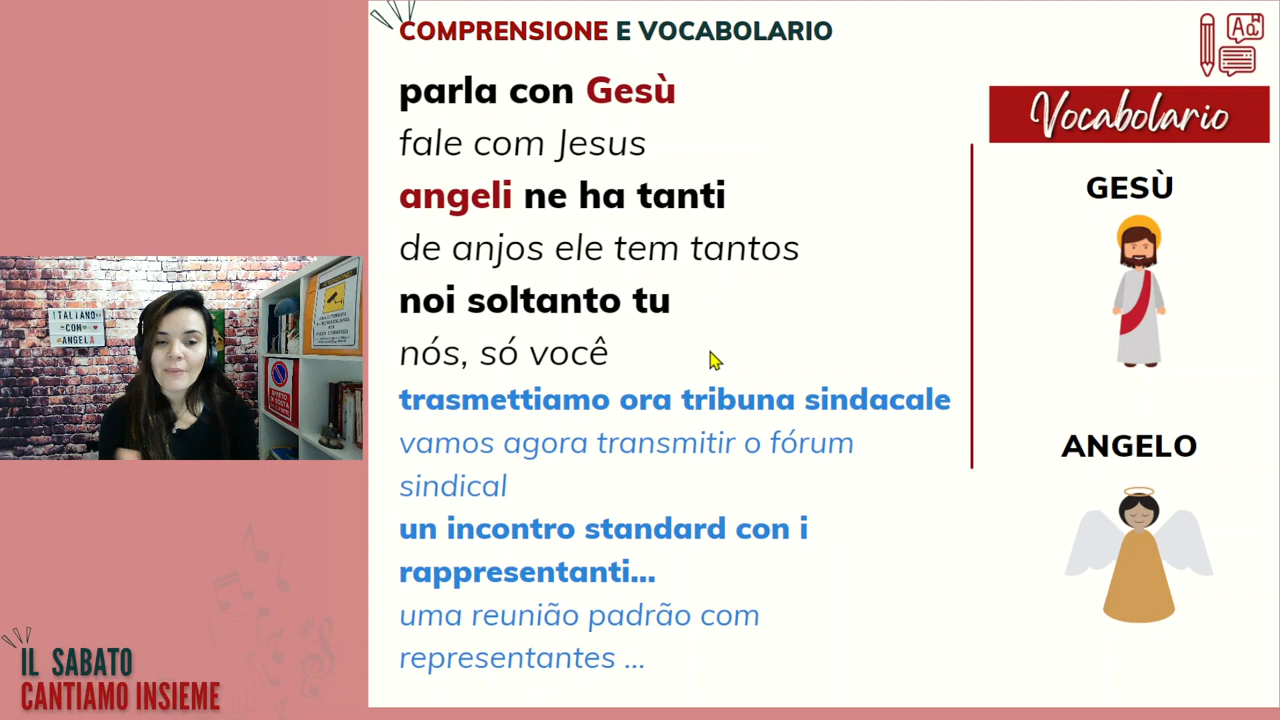 COMPRENSIONE E VOCABOLARIO
parla con Gesù
fale com Jesus
angeli ne ha tanti
de anjos ele tem tantos
noi soltanto tu
nós, só você
trasmettiamo ora tribuna sindacale
vamos agora transmitir o fórum
sindical
un incontro standard con i
rappresentanti...
uma reunião padrão com
representantes ...
Ad
Vocabolario
GESÙ
ANGELO
ITALIANO
COM
ANGELA
IL SABATO
CANTIAMO INSIEME